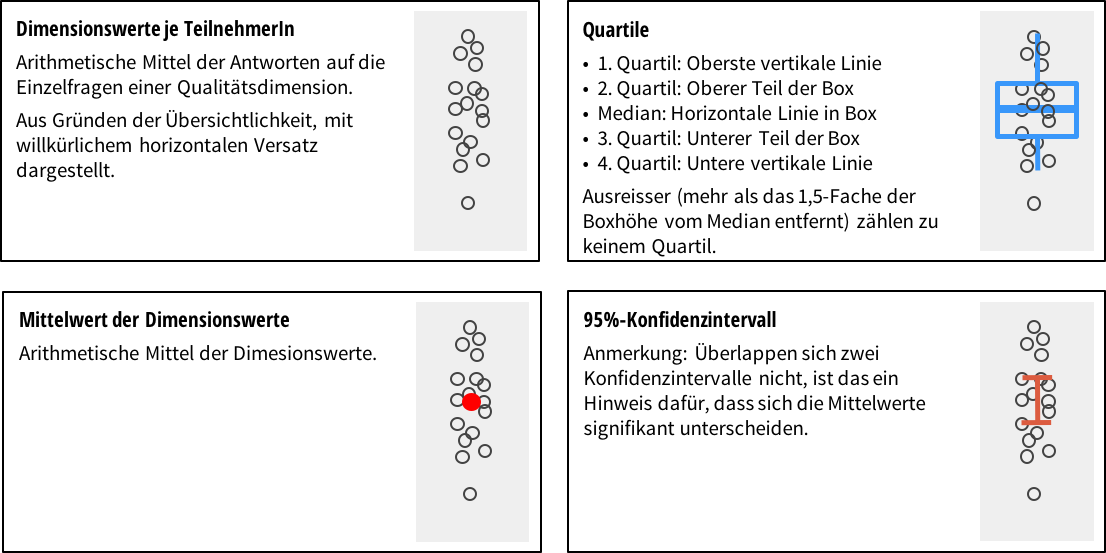 Dimensionswerte je TeilnehmerIn
Arithmetische Mittel der Antworten auf die
Einzelfragen einer Qualitätsdimension.
Aus Gründen der Übersichtlichkeit, mit
willkürlichem horizontalen Versatz
dargestellt.
Quartile
• 1. Quartil: Oberste vertikale Linie
• 2. Quartil: Oberer Teil der Box
• Median: Horizontale Linie in Box
• 3. Quartil: Unterer Teil der Box
• 4. Quartil: Untere vertikale Linie
Ausreisser (mehr als das 1,5-Fache der
Boxhöhe vom Median entfernt) zählen zu
keinem Quartil.
Mittelwert der Dimensionswerte
Arithmetische Mittel der Dimesionswerte.
95%-Konfidenzintervall
Anmerkung: Überlappen sich zwei
Konfidenzintervalle nicht, ist das ein
Hinweis dafür, dass sich die Mittelwerte
signifikant unterscheiden.